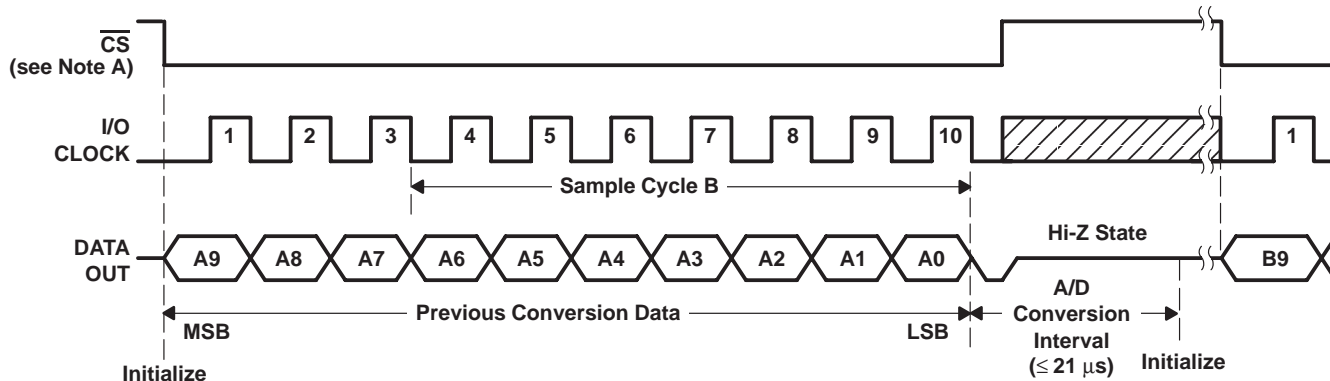 CS
(see Note A)
I/O
CLOCK
1 2 3 4 5 6 7 8 9 10 1
Sample Cycle B
DATA
OUT
A9 A8 A7 A6 A5 A4 A3 A2 A1 A0 B9
Hi-Z State
Previous Conversion Data
MSB
LSB
A/D
Conversion
Interval
(≤ 21 μs)
Initialize
Initialize